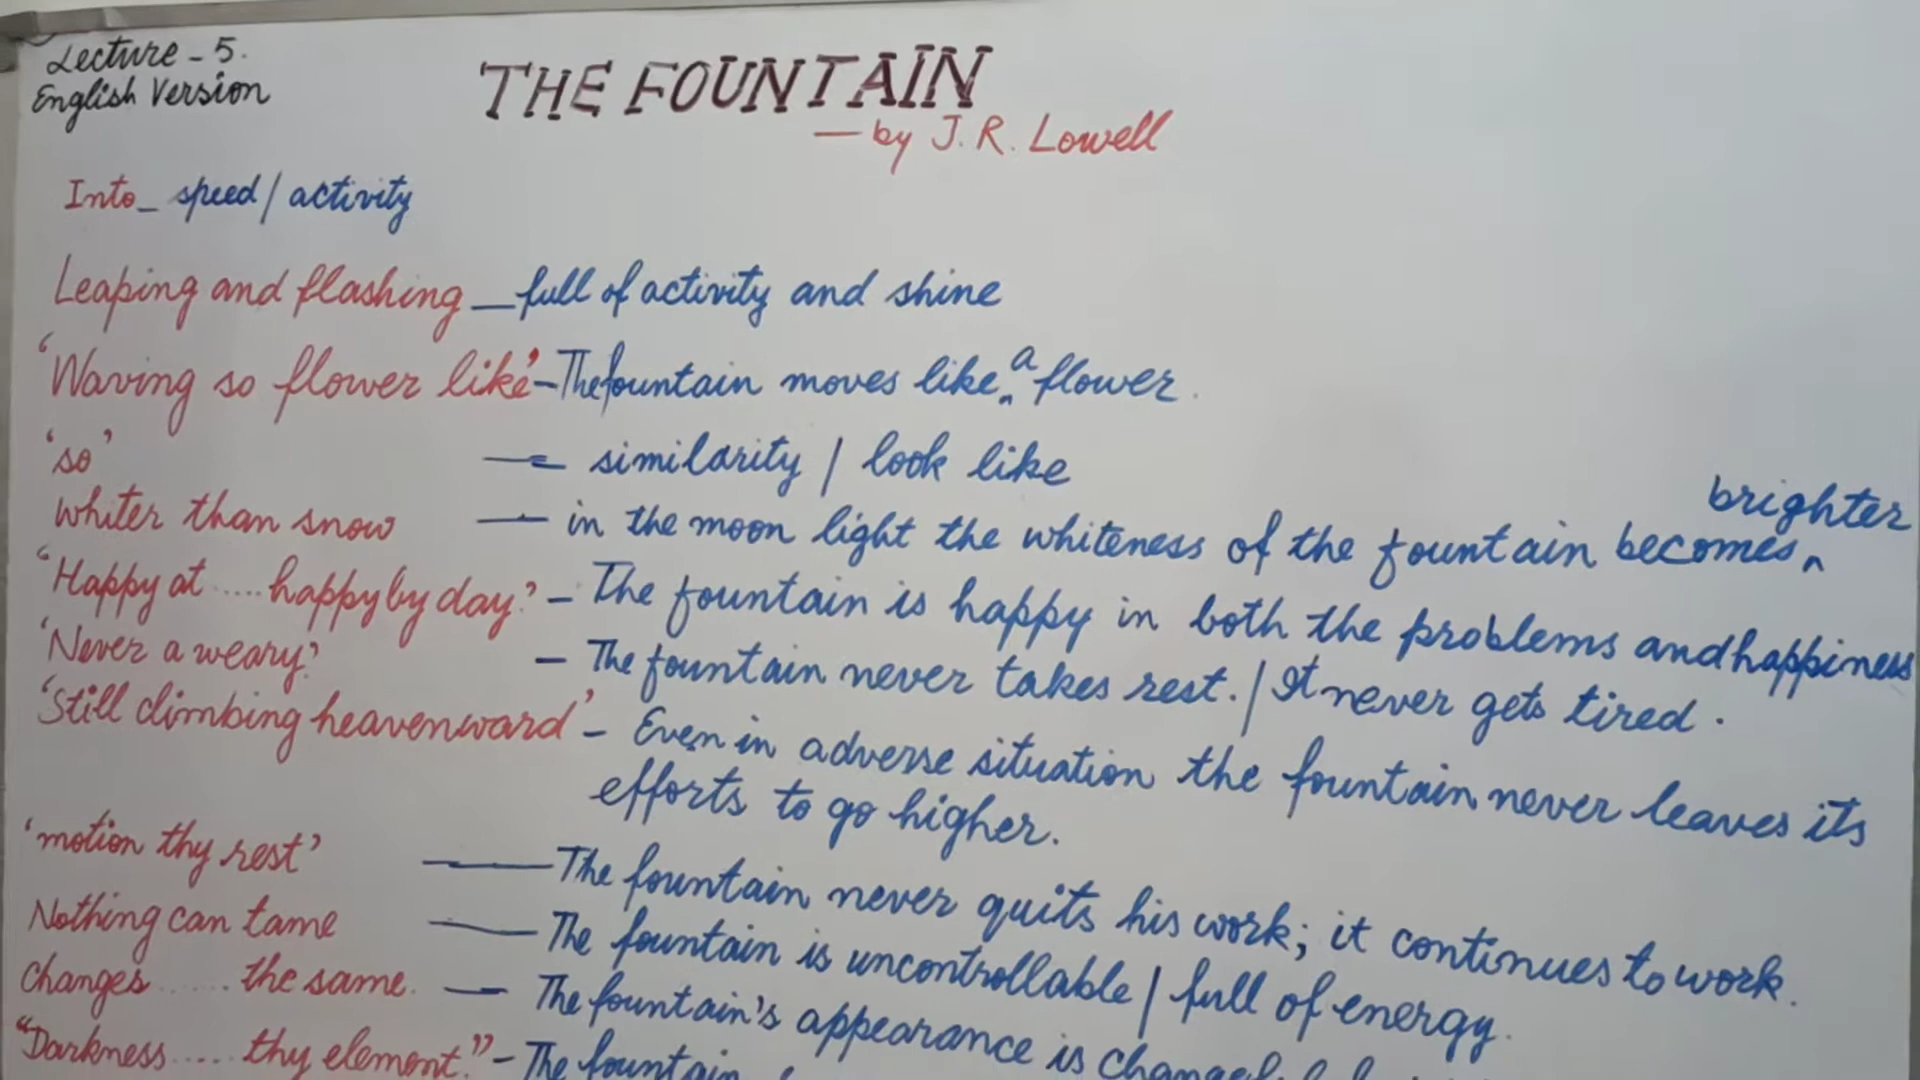 Lecture - 5.
English Version
THE FOUNTAIN
— by J. R. Lowell
Into_ speed / activity
Leaping and flashing _ full of activity and shine
'Waving so flower like' - The fountain moves like a flower.
'so' — similarity / look like
whiter than snow — in the moon light the whiteness of the fountain becomes brighter
"Happy at .... happy by day." - The fountain is happy in both the problems and happiness
'Never a weary' - The fountain never takes rest. / It never gets tired.
'Still climbing heavenward' - Even in adverse situation the fountain never leaves its
efforts to go higher.
'motion thy rest' — The fountain never quits his work; it continues to work.
Nothing can tame — The fountain is uncontrollable / full of energy.
changes ...... the same. — The fountain's appearance is
"Darkness .... thy element." - The fountain